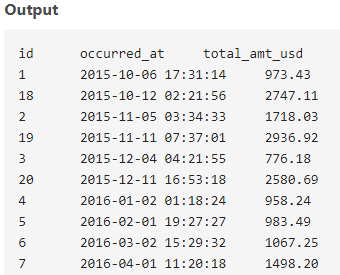 Output
id occurred_at total_amt_usd
1 2015-10-06 17:31:14 973.43
18 2015-10-12 02:21:56 2747.11
2 2015-11-05 03:34:33 1718.03
19 2015-11-11 07:37:01 2936.92
3 2015-12-04 04:21:55 776.18
20 2015-12-11 16:53:18 2580.69
4 2016-01-02 01:18:24 958.24
5 2016-02-01 19:27:27 983.49
6 2016-03-02 15:29:32 1067.25
7 2016-04-01 11:20:18 1498.20